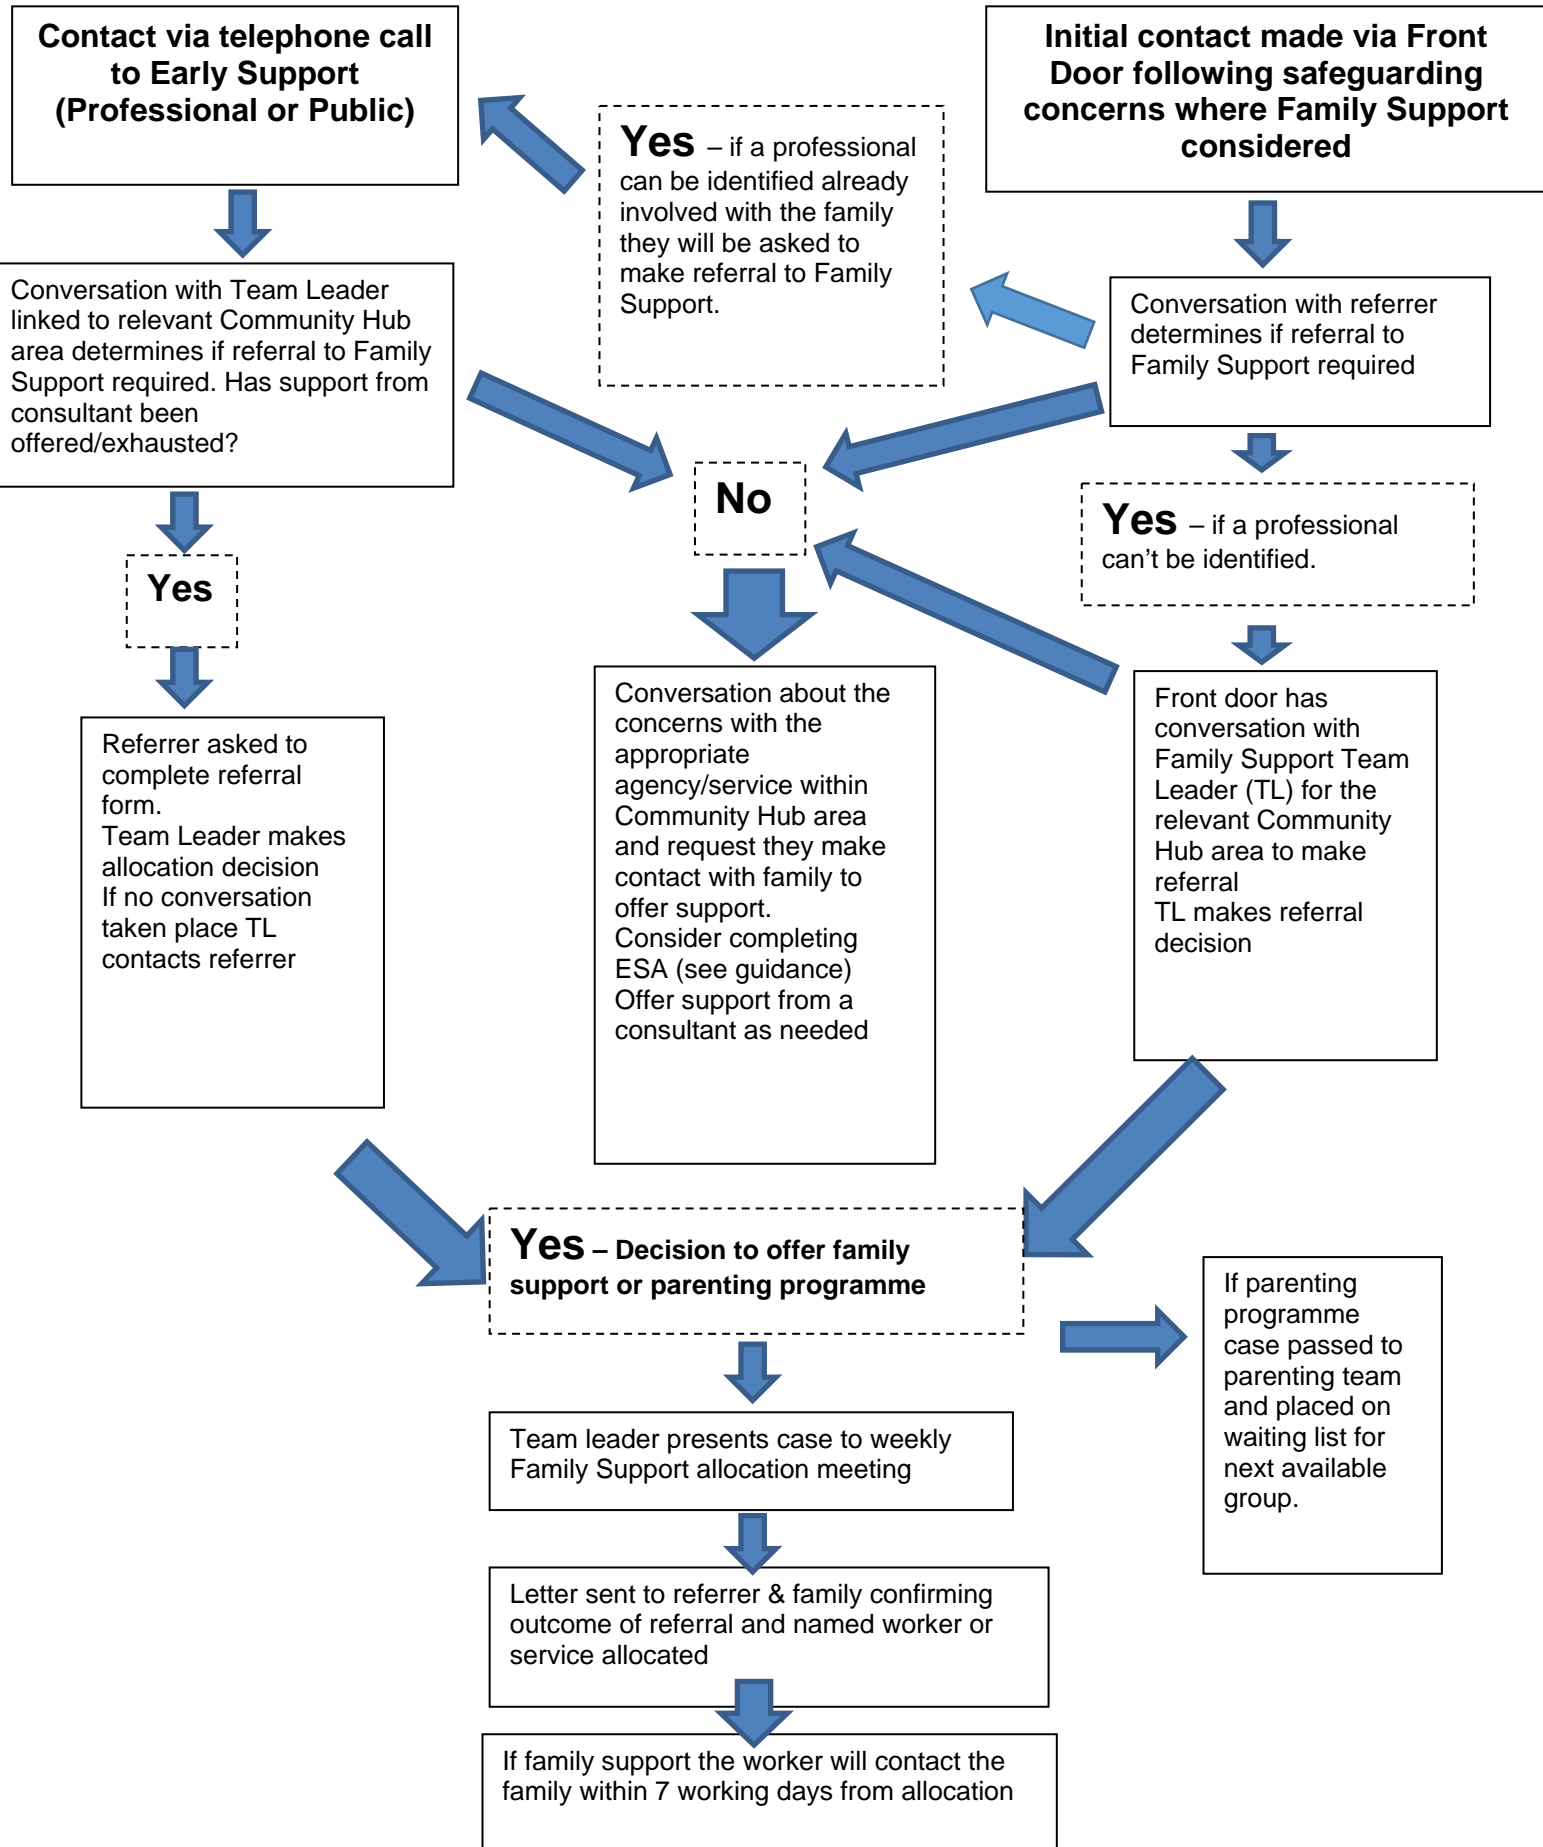 Contact via telephone call
to Early Support
(Professional or Public)
Initial contact made via Front
Door following safeguarding
concerns where Family Support
considered
Yes – if a professional
can be identified already
involved with the family
they will be asked to
make referral to Family
Support.
Conversation with Team Leader
linked to relevant Community Hub
area determines if referral to Family
Support required. Has support from
consultant been
offered/exhausted?
Conversation with referrer
determines if referral to
Family Support required
No
Yes – if a professional
can't be identified.
Yes
Referrer asked to
complete referral
form.
Team Leader makes
allocation decision
If no conversation
taken place TL
contacts referrer
Conversation about the
concerns with the
appropriate
agency/service within
Community Hub area
and request they make
contact with family to
offer support.
Consider completing
ESA (see guidance)
Offer support from a
consultant as needed
Front door has
conversation with
Family Support Team
Leader (TL) for the
relevant Community
Hub area to make
referral
TL makes referral
decision
Yes – Decision to offer family
support or parenting programme
If parenting
programme
case passed to
parenting team
and placed on
waiting list for
next available
group.
Team leader presents case to weekly
Family Support allocation meeting
Letter sent to referrer & family confirming
outcome of referral and named worker or
service allocated
If family support the worker will contact the
family within 7 working days from allocation